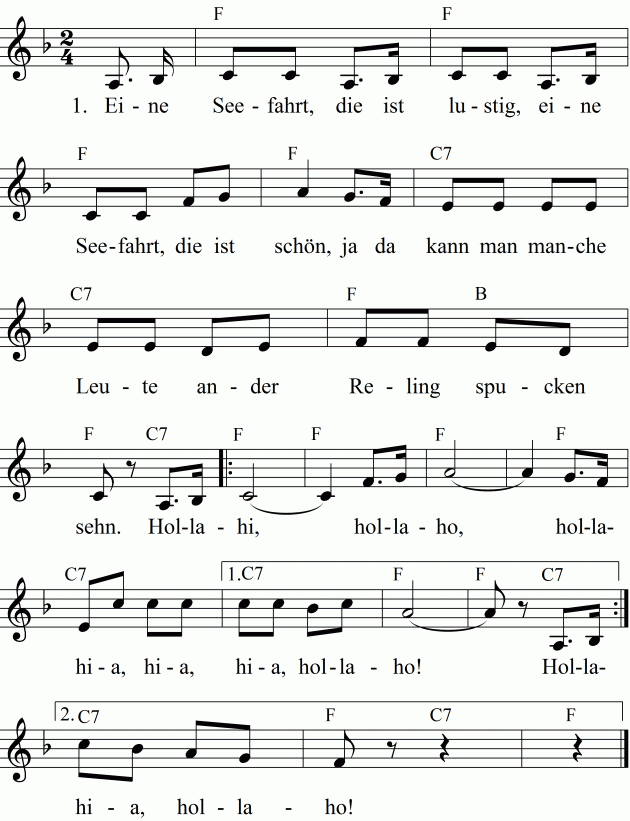 F F
2
4
1. Ei - ne See - fahrt, die ist lu - stig, ei - ne
F F C7
See - fahrt, die ist schön, ja da kann man man - che
C7 F B
Leu - te an - der Re - ling spu - cken
F C7 F F F F
sehn. Hol - la - hi, hol - la - ho, hol - la-
C7 1. C7 F F C7
hi - a, hi - a, hi - a, hol - la - ho! Hol - la-
2. C7 F C7 F
hi - a, hol - la - ho!